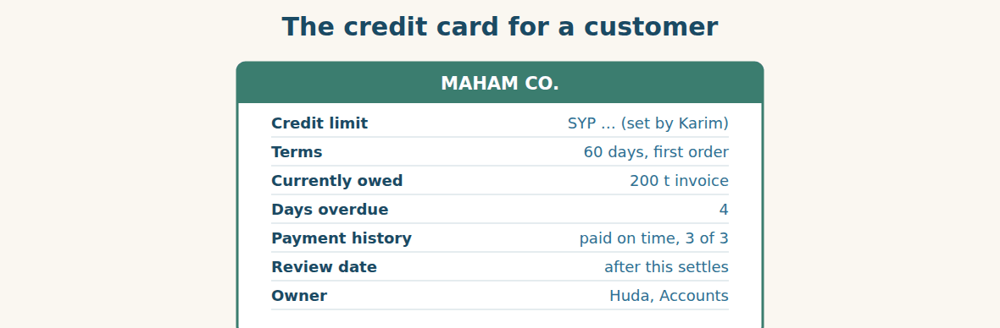 The credit card for a customer
MAHAM CO.
Credit limit SYP … (set by Karim)
Terms 60 days, first order
Currently owed 200 t invoice
Days overdue 4
Payment history paid on time, 3 of 3
Review date after this settles
Owner Huda, Accounts